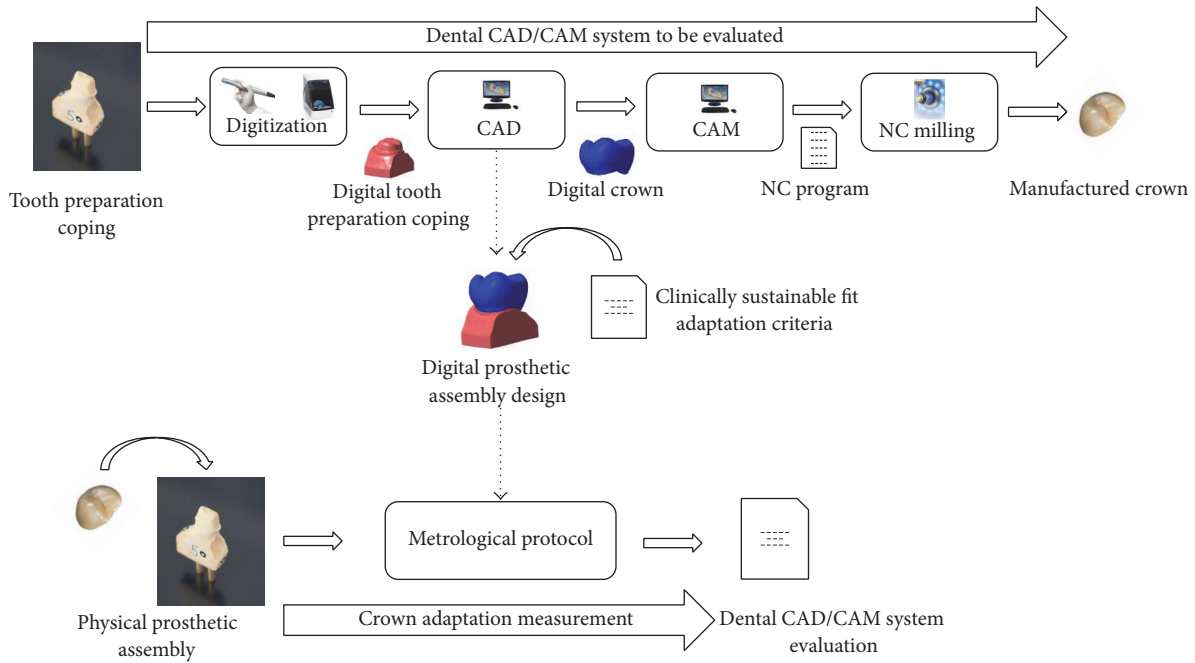 Dental CAD/CAM system to be evaluated
Digitization
CAD
CAM
NC milling
Tooth preparation
coping
Digital tooth
preparation coping
Digital crown
NC program
Manufactured crown
Clinically sustainable fit
adaptation criteria
Digital prosthetic
assembly design
Metrological protocol
Physical prosthetic
assembly
Crown adaptation measurement
Dental CAD/CAM system
evaluation